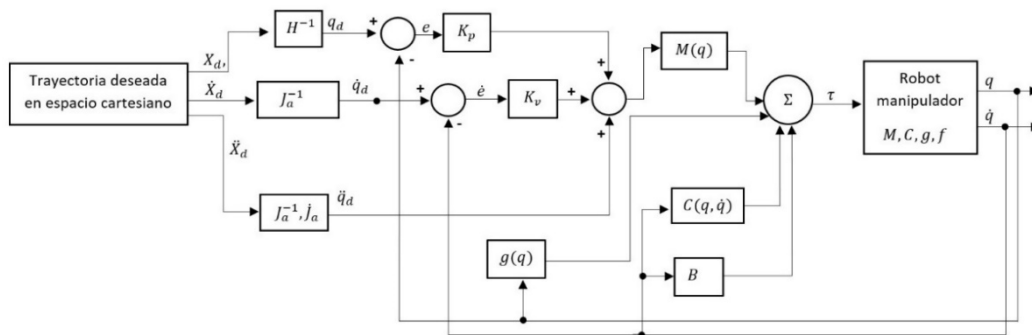 H⁻¹
q_d
+
e
K_p
-
X_d,
Trayectoria deseada
en espacio cartesiano
Ẋ_d
J_a⁻¹
q̇_d
+
ė
K_v
+
+
-
+
M(q)
Σ
τ
Robot
manipulador
M, C, g, f
q
q̇
Ẍ_d
J_a⁻¹, J̇_a
q̈_d
C(q, q̇)
g(q)
B